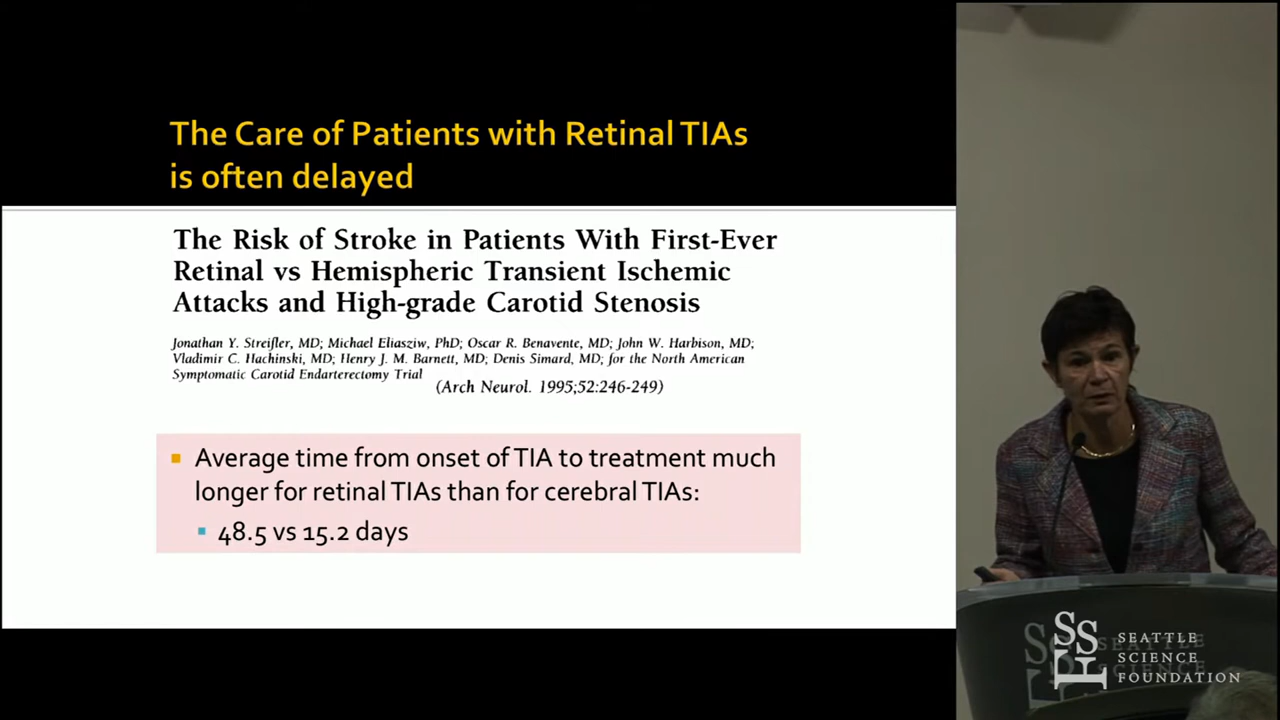 The Care of Patients with Retinal TIAs
is often delayed
The Risk of Stroke in Patients With First-Ever
Retinal vs Hemispheric Transient Ischemic
Attacks and High-grade Carotid Stenosis
Jonathan Y. Streifler, MD; Michael Eliasziw, PhD; Oscar R. Benavente, MD; John W. Harbison, MD;
Vladimir C. Hachinski, MD; Henry J. M. Barnett, MD; Denis Simard, MD; for the North American
Symptomatic Carotid Endarterectomy Trial
(Arch Neurol. 1995;52:246-249)
Average time from onset of TIA to treatment much
longer for retinal TIAs than for cerebral TIAs:
48.5 vs 15.2 days
SSF
SEATTLE
SCIENCE
FOUNDATION